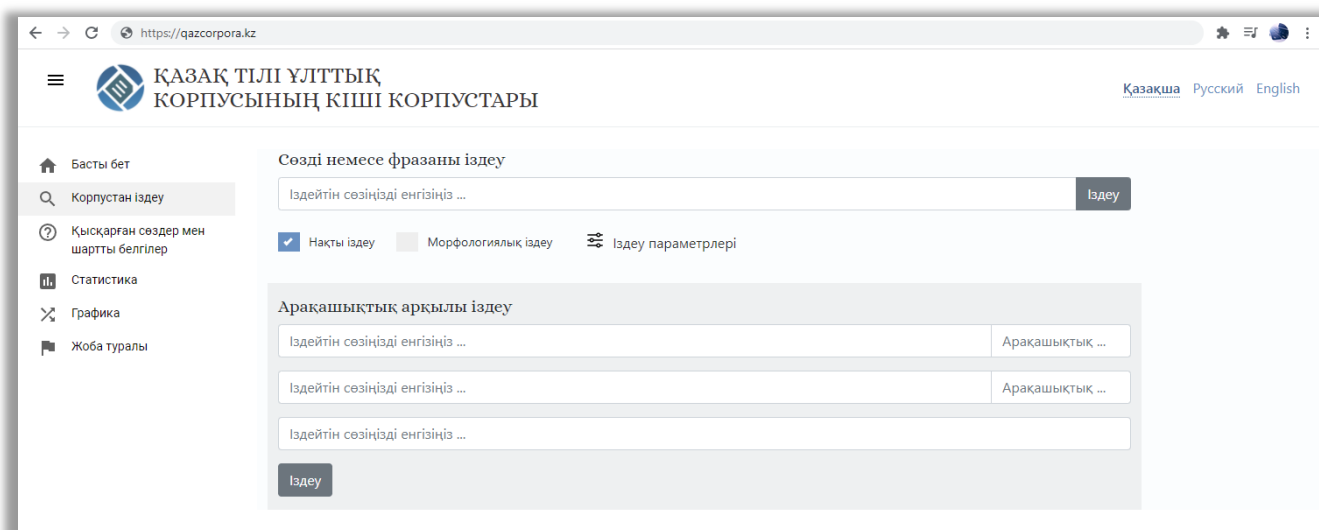 https://qazcorpora.kz
ҚАЗАҚ ТІЛІ ҰЛТТЫҚ
КОРПУСЫНЫҢ КІШІ КОРПУСТАРЫ
Қазақша Русский English
Басты бет
Корпустан іздеу
Қысқарған сөздер мен
шартты белгілер
Статистика
Графика
Жоба туралы
Сөзді немесе фразаны іздеу
Іздейтін сөзіңізді енгізіңіз ... Іздеу
Нақты іздеу Морфологиялық іздеу Іздеу параметрлері
Арақашықтық арқылы іздеу
Іздейтін сөзіңізді енгізіңіз ... Арақашықтық ...
Іздейтін сөзіңізді енгізіңіз ... Арақашықтық ...
Іздейтін сөзіңізді енгізіңіз ...
Іздеу